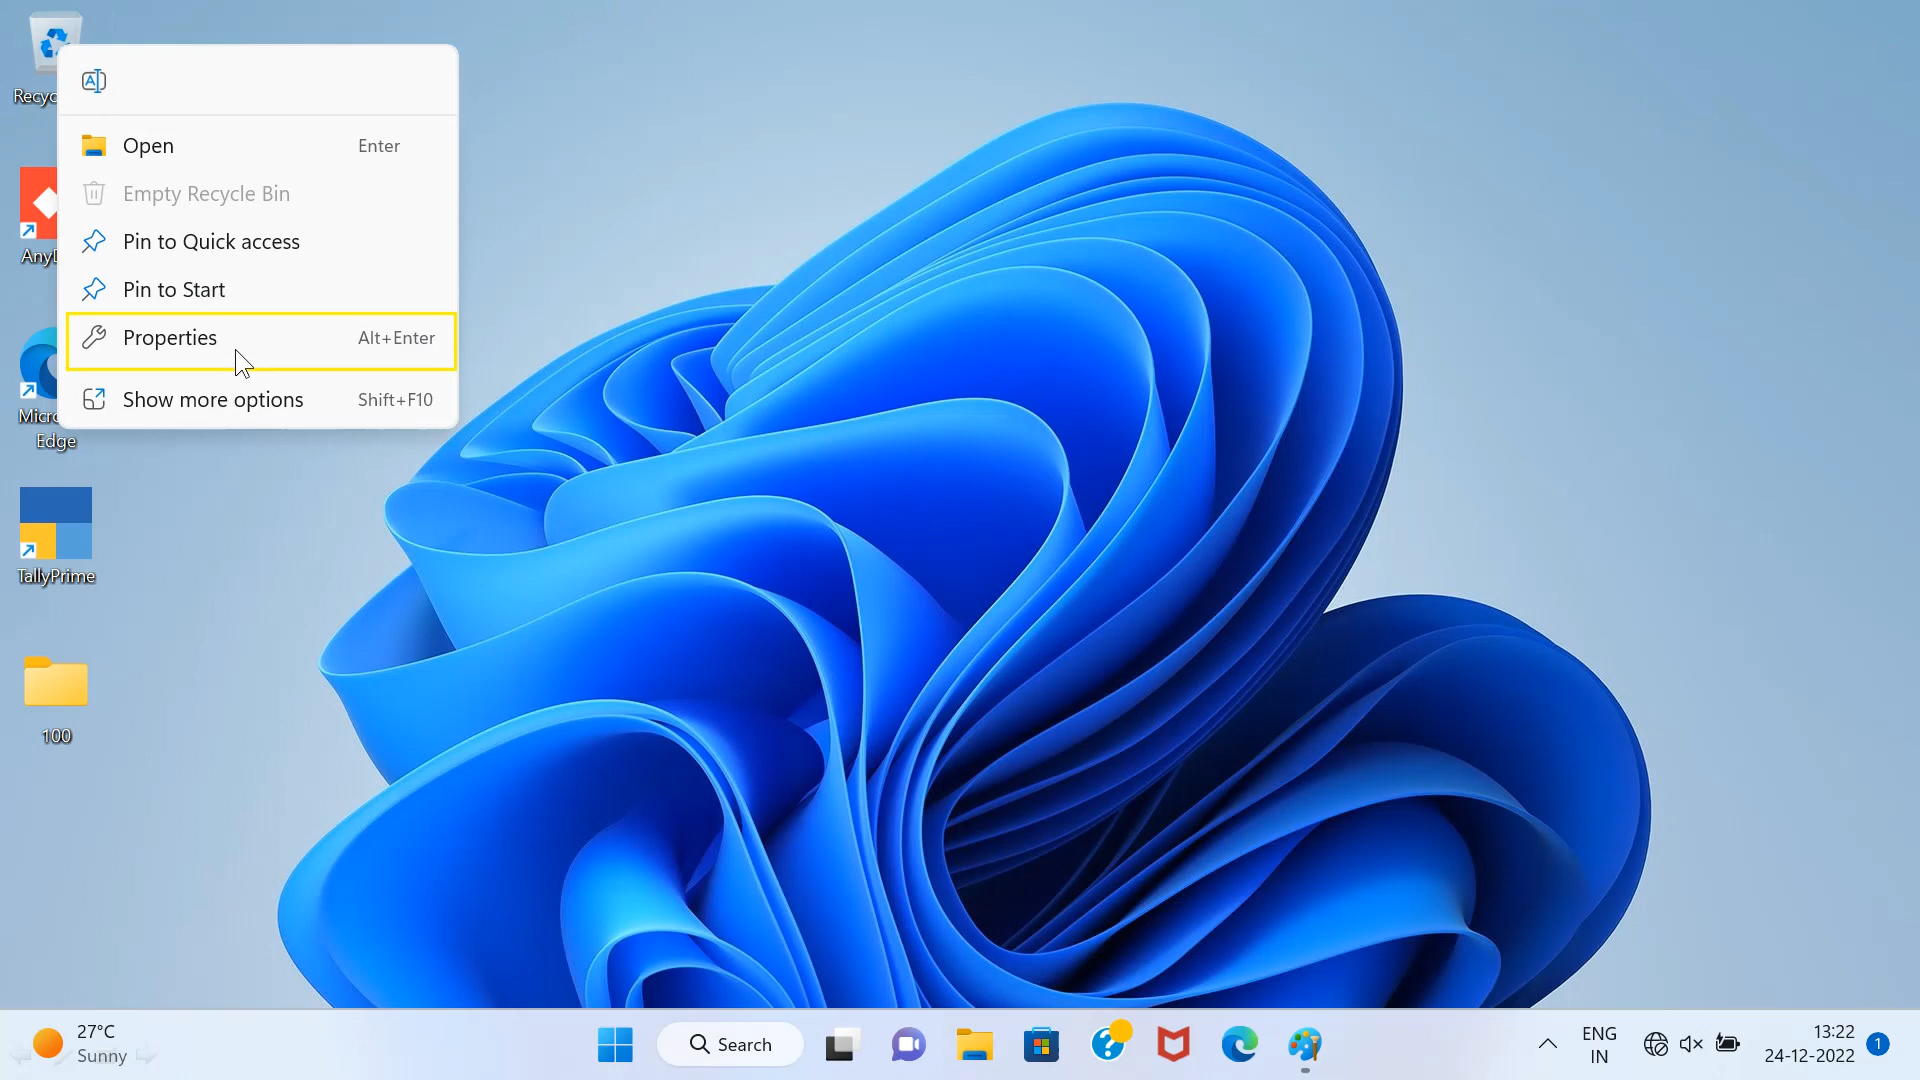 Recyc
Open Enter
Empty Recycle Bin
Pin to Quick access
Pin to Start
Properties Alt+Enter
Show more options Shift+F10
AnyD
Micro
Edge
TallyPrime
100
27°C
Sunny
Search
ENG
IN
13:22
24-12-2022
1